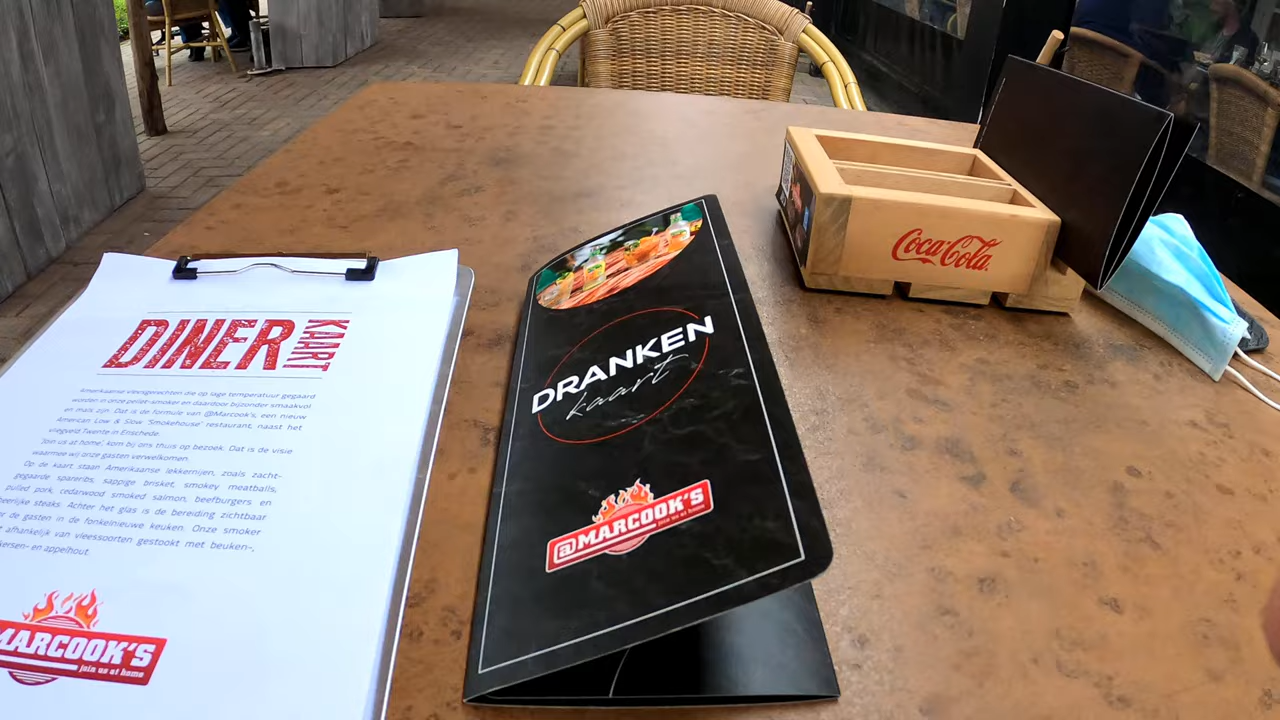 DINER
KAART
Amerikaanse vleesgerechten die op lage temperatuur gegaard
worden in onze pellet-smoker en daardoor bijzonder smaakvol
en mals zijn. Dat is de formule van @Marcook's, een nieuw
American Low & Slow 'Smokehouse' restaurant, naast het
vliegveld Twente in Enschede.
'Join us at home', kom bij ons thuis op bezoek. Dat is de visie
waarmee wij onze gasten verwelkomen.
Op de kaart staan Amerikaanse lekkernijen, zoals zacht-
gegaarde spareribs, sappige brisket, smokey meatballs,
pulled pork, cedarwood smoked salmon, beefburgers en
heerlijke steaks. Achter het glas is de bereiding zichtbaar
de gasten in de fonkelnieuwe keuken. Onze smoker
afhankelijk van vleessoorten gestookt met beuken-,
kersen- en appelhout.
MARCOOK'S
join us at home
DRANKEN
kaart
@MARCOOK'S
join us at home
Coca-Cola